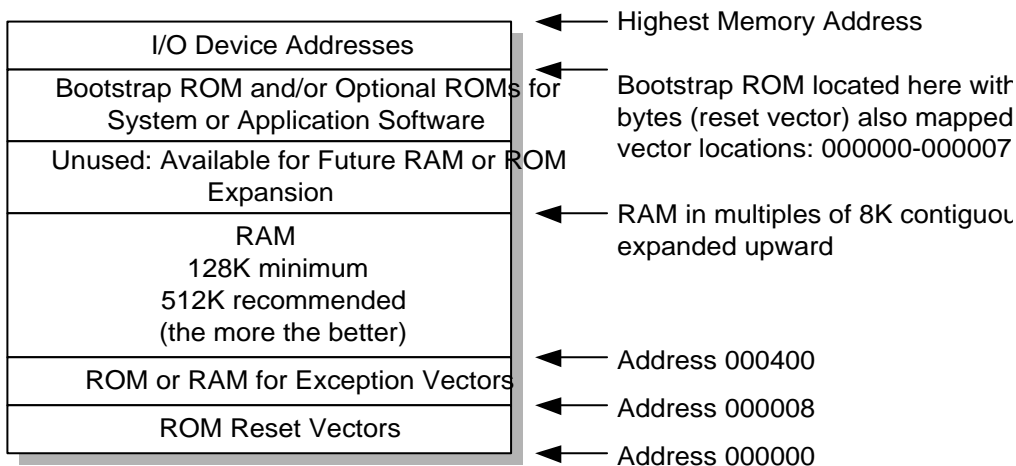 Highest Memory Address
I/O Device Addresses
Bootstrap ROM and/or Optional ROMs for
System or Application Software
Bootstrap ROM located here with
bytes (reset vector) also mapped
vector locations: 000000-000007
Unused: Available for Future RAM or ROM
Expansion
RAM in multiples of 8K
expanded upward
RAM
128K minimum
512K recommended
(the more the better)
Address 000400
ROM or RAM for Exception Vectors
Address 000008
ROM Reset Vectors
Address 000000